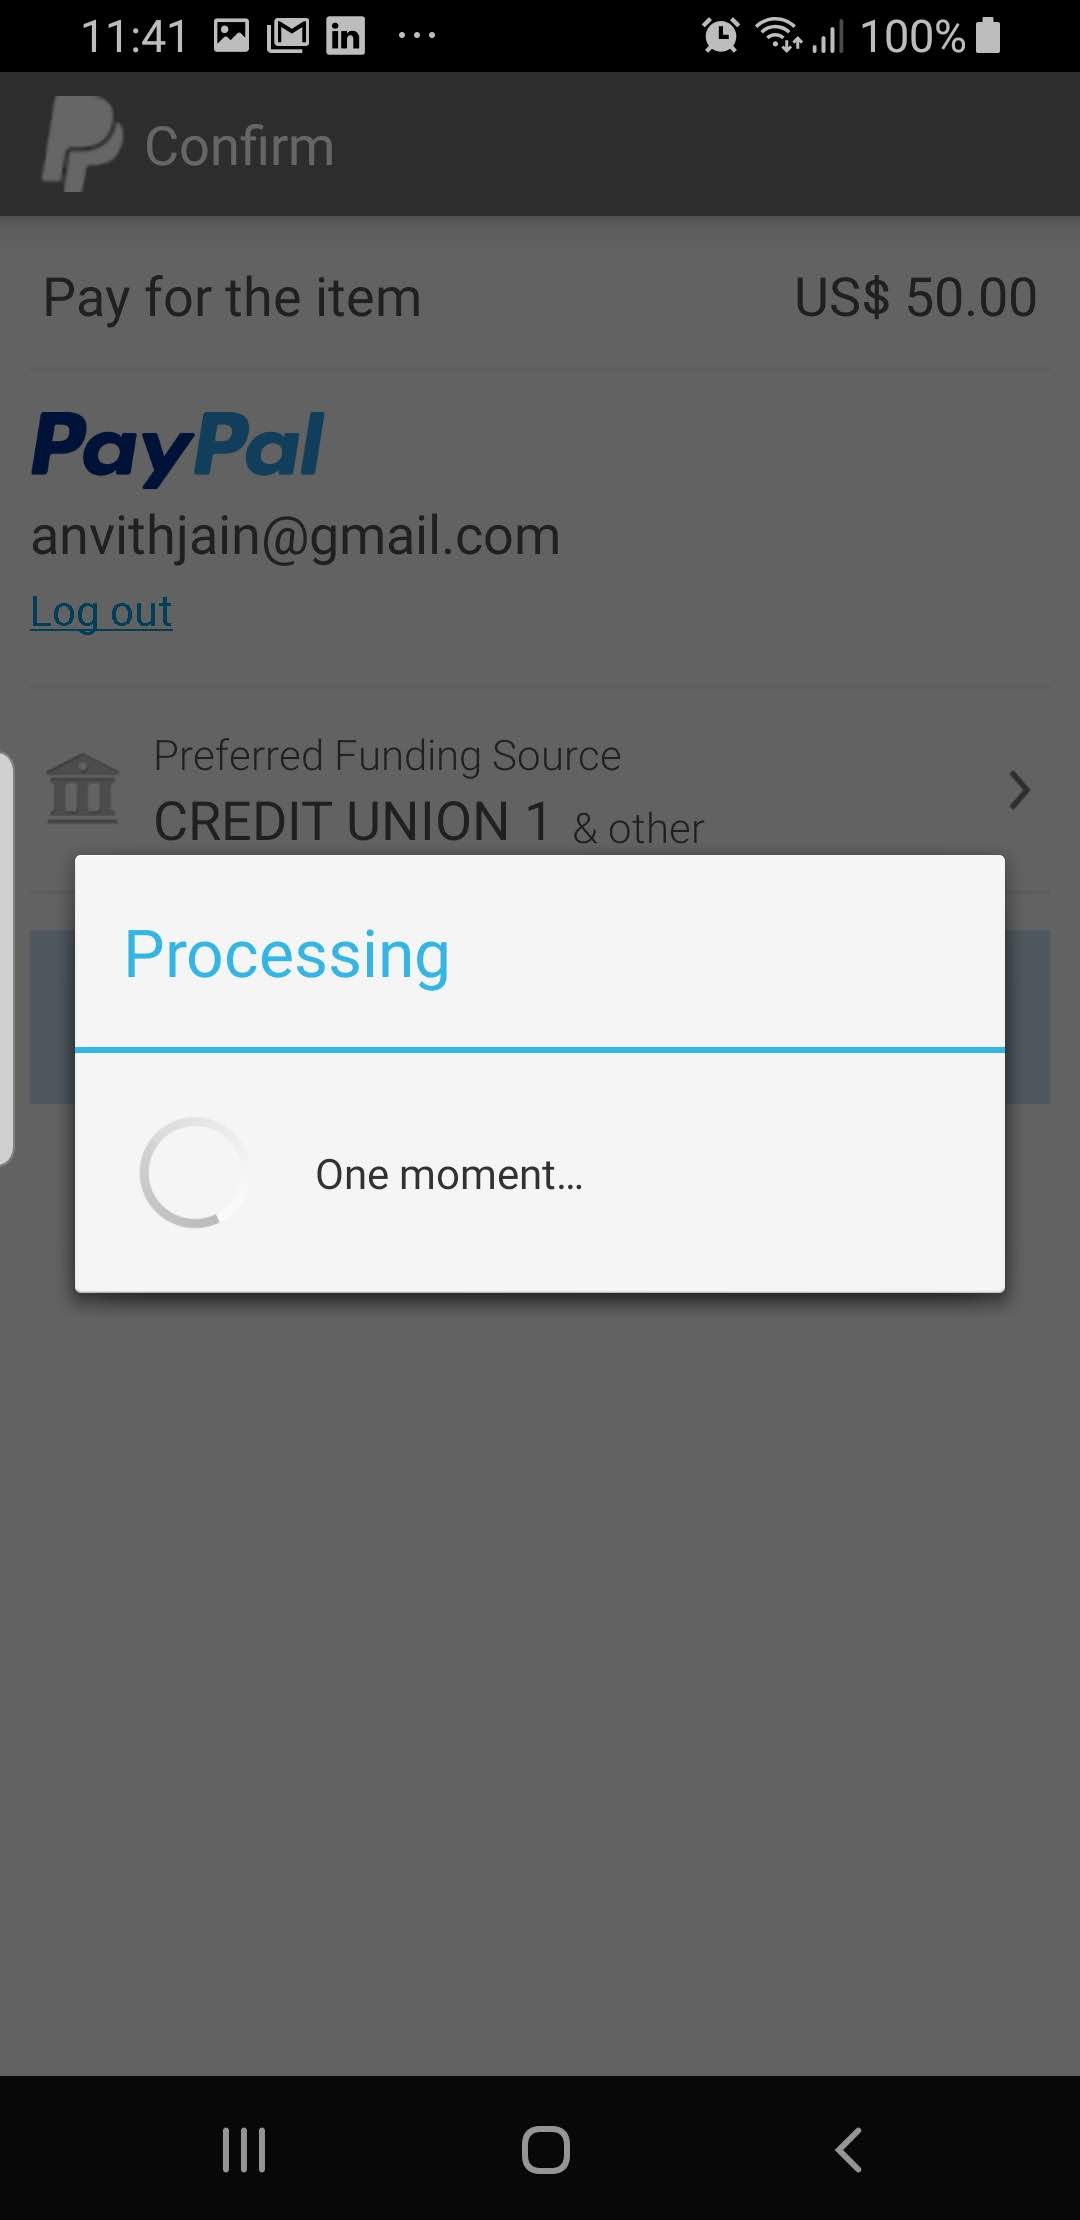 11:41 in ... 100%
Confirm
Pay for the item US$ 50.00
PayPal
anvithjain@gmail.com
Log out
Preferred Funding Source
CREDIT UNION 1 & other
Processing
One moment...